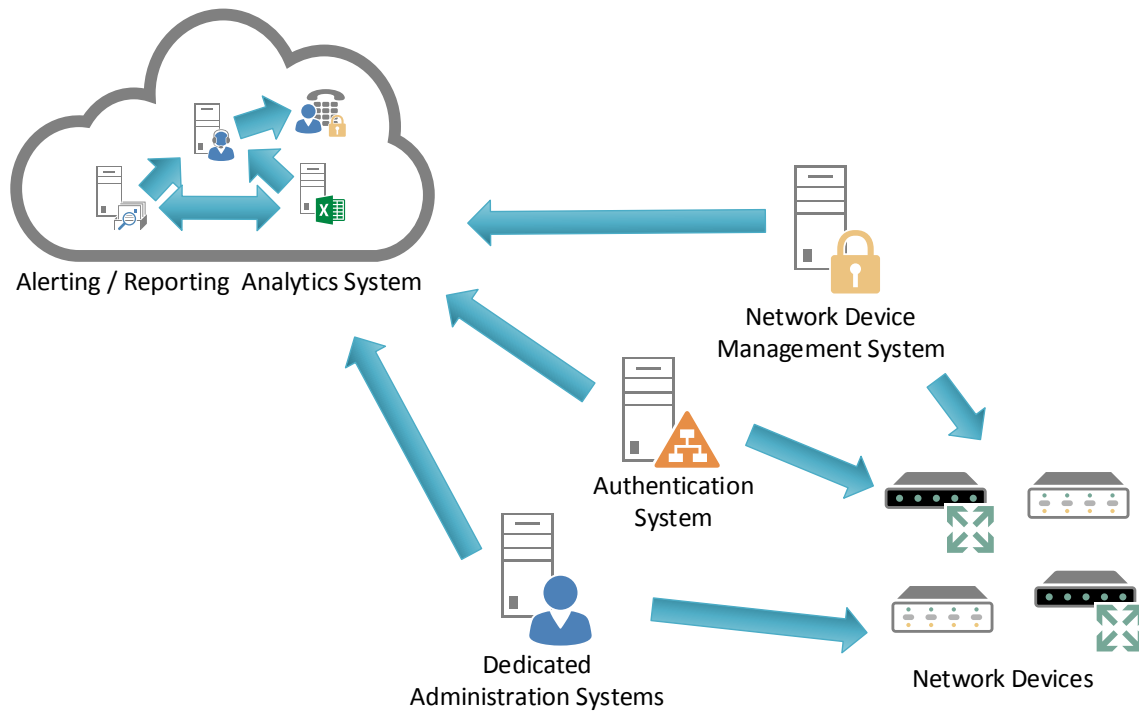 Alerting / Reporting  Analytics System
Network Device
Management System
Authentication
System
Dedicated
Administration Systems
Network Devices
X